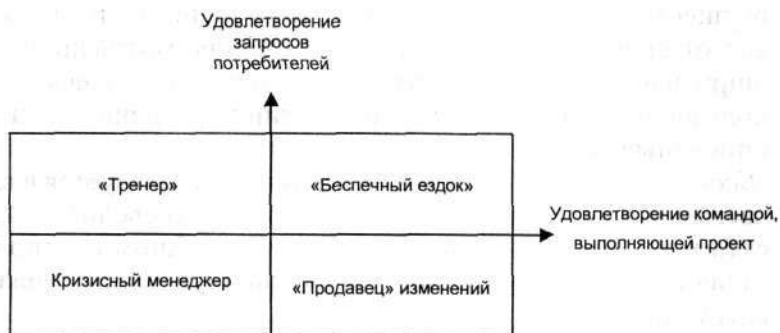 Удовлетворение
запросов
потребителей
«Тренер»
«Беспечный ездок»
Удовлетворение командой,
выполняющей проект
Кризисный менеджер
«Продавец» изменений